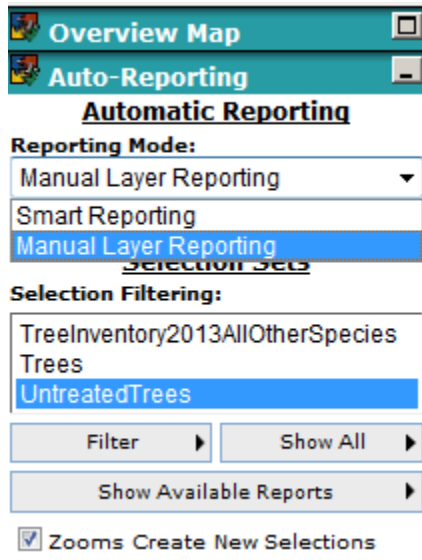 Overview Map
Auto-Reporting
Automatic Reporting
Reporting Mode:
Manual Layer Reporting
Smart Reporting
Manual Layer Reporting
Selection Sets
Selection Filtering:
TreeInventory2013AllOtherSpecies
Trees
UntreatedTrees
Filter
Show All
Show Available Reports
Zooms Create New Selections